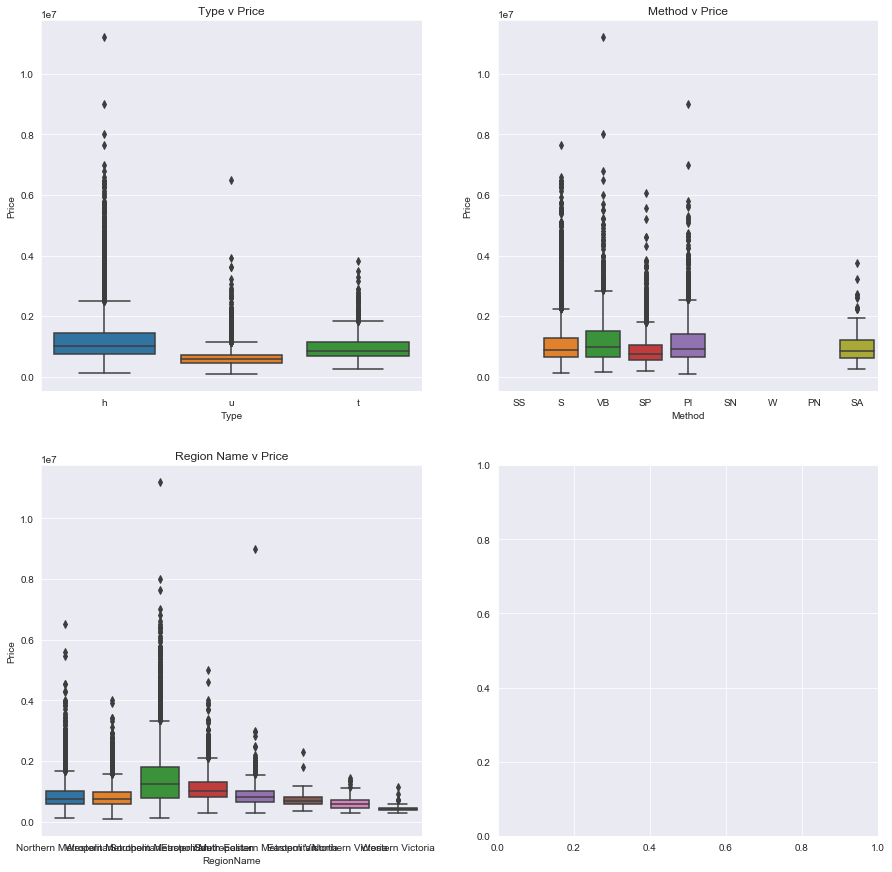 Type v Price
1e7
1.0
0.8
0.6
0.4
0.2
0.0
Price
h u t
Type
Method v Price
1e7
1.0
0.8
0.6
0.4
0.2
0.0
Price
SS S VB SP PI SN W PN SA
Method
Region Name v Price
1e7
1.0
0.8
0.6
0.4
0.2
0.0
Price
Northern Victoria
RegionName
1.0
0.8
0.6
0.4
0.2
0.0
0.0 0.2 0.4 0.6 0.8 1.0